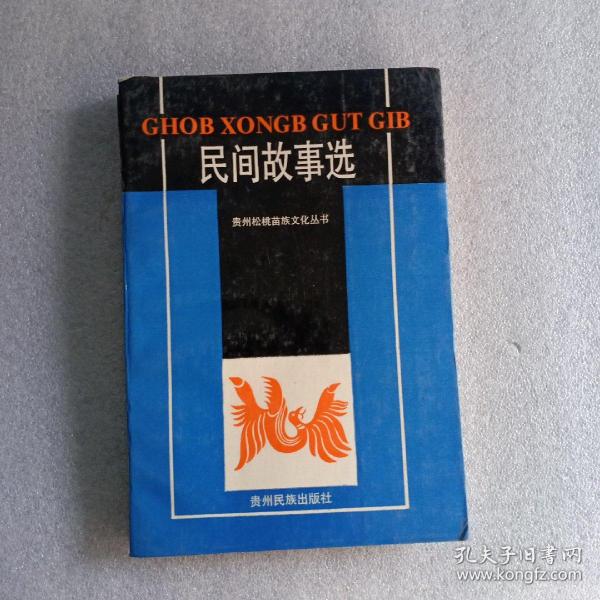 GHOB XONGB GUT GIB
民间故事选
贵州松桃苗族文化丛书
贵州民族出版社
孔夫子旧书网
www.kongfz.com